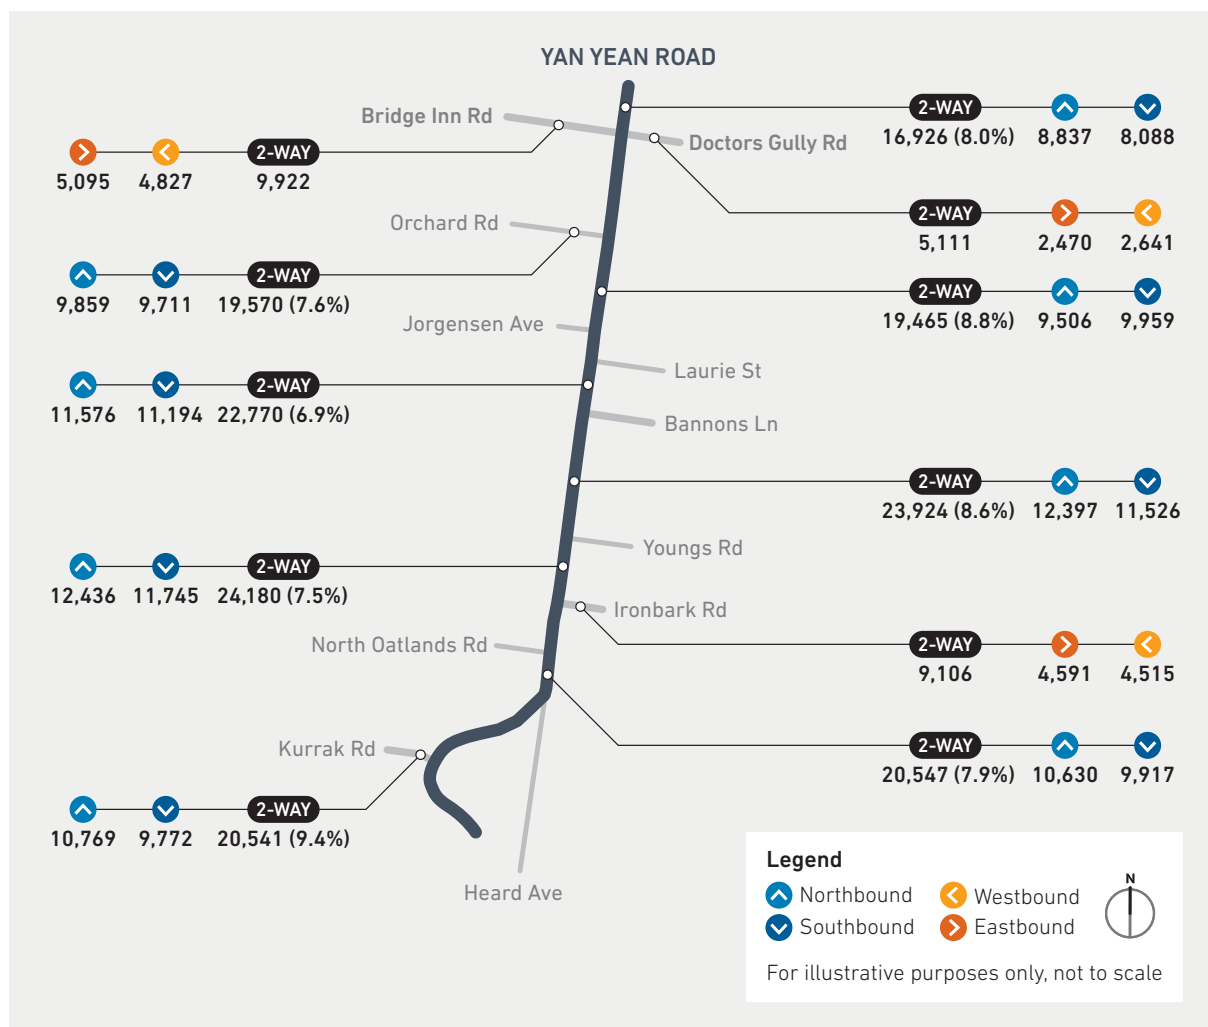 YAN YEAN ROAD
Bridge Inn Rd
2-WAY
16,926 (8.0%) 8,837 8,088
Doctors Gully Rd
2-WAY
5,095 4,827 9,922
2-WAY
5,111 2,470 2,641
Orchard Rd
2-WAY
9,859 9,711 19,570 (7.6%)
2-WAY
19,465 (8.8%) 9,506 9,959
Jorgensen Ave
Laurie St
2-WAY
11,576 11,194 22,770 (6.9%)
Bannons Ln
2-WAY
23,924 (8.6%) 12,397 11,526
Youngs Rd
2-WAY
12,436 11,745 24,180 (7.5%)
Ironbark Rd
North Oatlands Rd
2-WAY
9,106 4,591 4,515
Kurrak Rd
2-WAY
20,547 (7.9%) 10,630 9,917
2-WAY
10,769 9,772 20,541 (9.4%)
Heard Ave
Legend
N
Northbound Westbound
Southbound Eastbound
For illustrative purposes only, not to scale